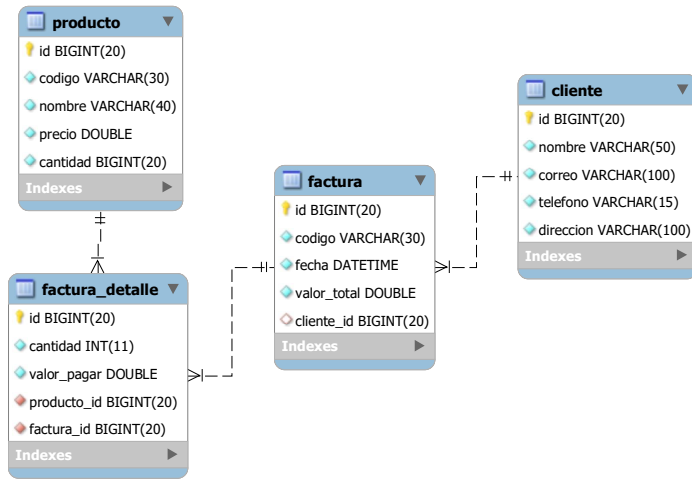 producto
id BIGINT(20)
codigo VARCHAR(30)
nombre VARCHAR(40)
precio DOUBLE
cantidad BIGINT(20)
Indexes
cliente
id BIGINT(20)
nombre VARCHAR(50)
correo VARCHAR(100)
telefono VARCHAR(15)
direccion VARCHAR(100)
Indexes
factura
id BIGINT(20)
codigo VARCHAR(30)
fecha DATETIME
valor_total DOUBLE
cliente_id BIGINT(20)
Indexes
factura_detalle
id BIGINT(20)
cantidad INT(11)
valor_pagar DOUBLE
producto_id BIGINT(20)
factura_id BIGINT(20)
Indexes